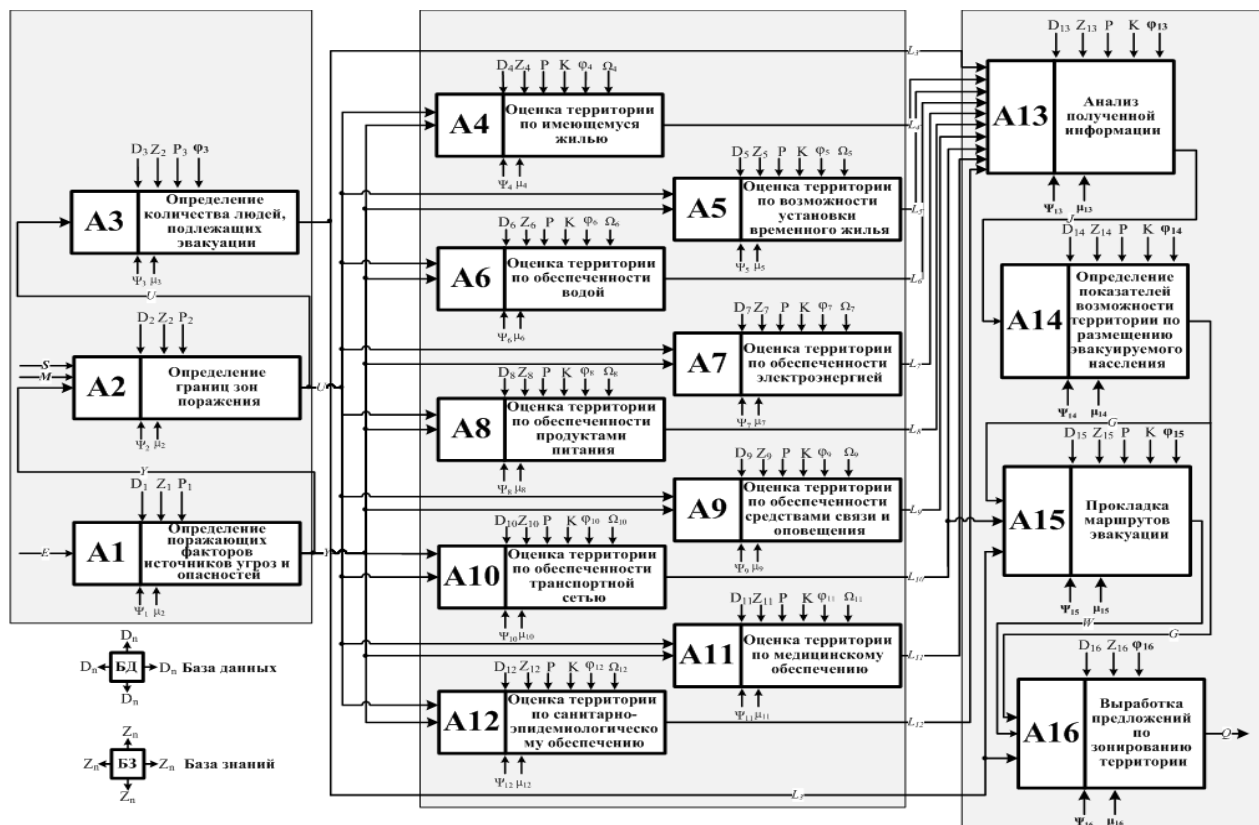 D3 Z2 P3 φ3
A3
Определение
количества людей,
подлежащих
эвакуации
Ψ3 μ3
U
D2 Z2 P2
S
M
A2
Определение
границ зон
поражения
U
Ψ2 μ2
Y
D1 Z1 P1
E
A1
Определение
поражающих
факторов
источников угроз и
опасностей
Y
Ψ1 μ2
Dn
Dn БД Dn База данных
Dn
Zn
Zn БЗ Zn База знаний
Zn
D4 Z4 P K φ4 Ω4
A4
Оценка территории
по имеющемуся
жилью
Ψ4 μ4
D5 Z5 P K φ5 Ω5
A5
Оценка территории
по возможности
установки
временного жилья
Ψ5 μ5
D6 Z6 P K φ6 Ω6
A6
Оценка территории
по обеспеченности
водой
Ψ6 μ6
D7 Z7 P K φ7 Ω7
A7
Оценка территории
по обеспеченности
электроэнергией
Ψ7 μ7
D8 Z8 P K φ8 Ω8
A8
Оценка территории
по обеспеченности
продуктами
питания
Ψ8 μ8
D9 Z9 P K φ9 Ω9
A9
Оценка территории
по обеспеченности
средствами связи и
оповещения
Ψ9 μ9
D10 Z10 P K φ10 Ω10
A10
Оценка территории
по обеспеченности
транспортной
сетью
Ψ10 μ10
D11 Z11 P K φ11 Ω11
A11
Оценка территории
по медицинскому
обеспечению
Ψ11 μ11
D12 Z12 P K φ12 Ω12
A12
Оценка территории
по санитарно-
эпидемиологическо
му обеспечению
Ψ12 μ12
L4
L5
L6
L7
L8
L9
L10
L11
L12
D13 Z13 P K φ13
A13
Анализ
полученной
информации
Ψ13 μ13
J
D14 Z14 P K φ14
A14
Определение
показателей
возможности
территории по
размещению
эвакуируемого
населения
Ψ14 μ14
G
D15 Z15 P K φ15
A15
Прокладка
маршрутов
эвакуации
Ψ15 μ15
W
G
D16 Z16 φ16
A16
Выработка
предложений
по
зонированию
территории
Q
Ψ16 μ16